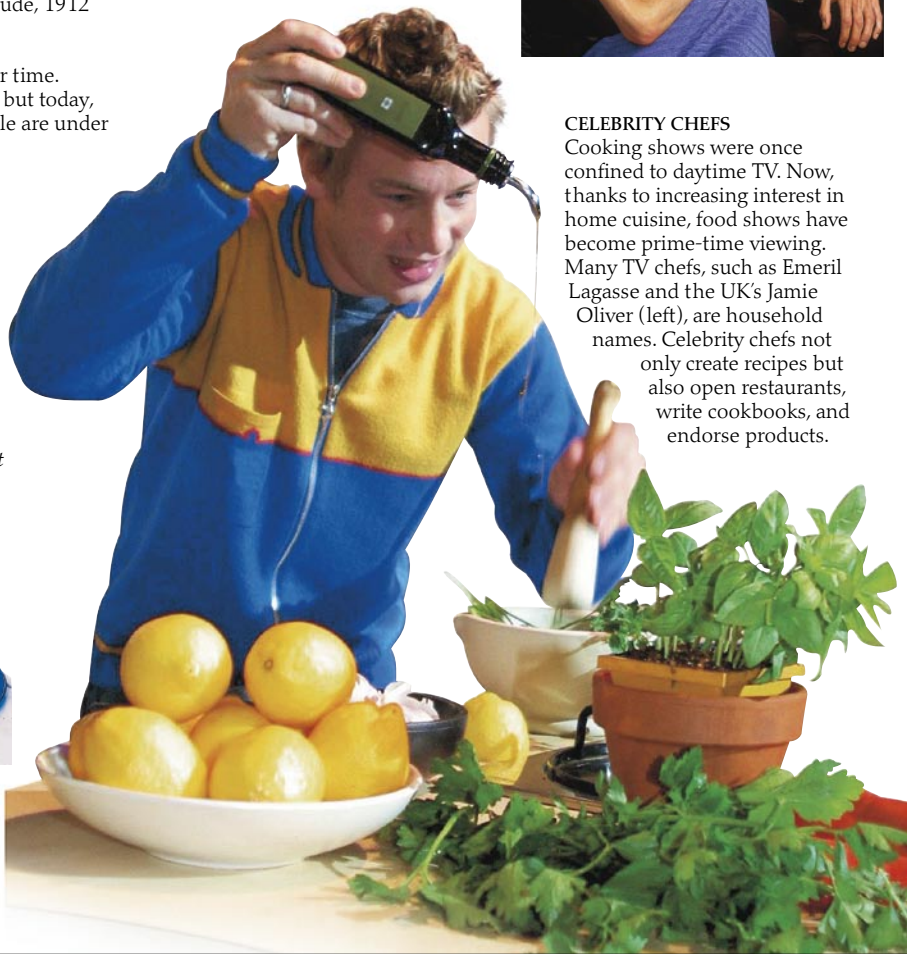 ude, 1912
r time.
but today,
le are under
t
CELEBRITY CHEFS
Cooking shows were once
confined to daytime TV. Now,
thanks to increasing interest in
home cuisine, food shows have
become prime-time viewing.
Many TV chefs, such as Emeril
Lagasse and the UK’s Jamie
Oliver (left), are household
names. Celebrity chefs not
only create recipes but
also open restaurants,
write cookbooks, and
endorse products.